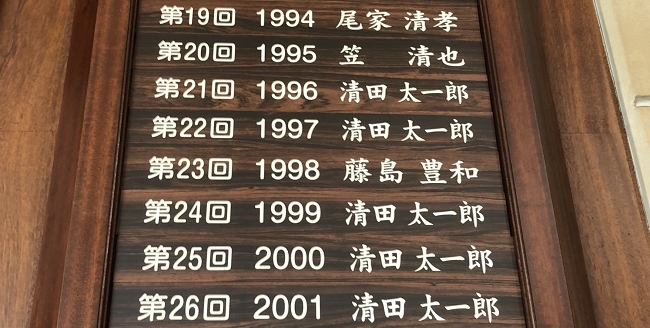 第19回 1994 尾家 清孝
第20回 1995 笠 清也
第21回 1996 清田 太一郎
第22回 1997 清田 太一郎
第23回 1998 藤島 豊和
第24回 1999 清田 太一郎
第25回 2000 清田 太一郎
第26回 2001 清田 太一郎